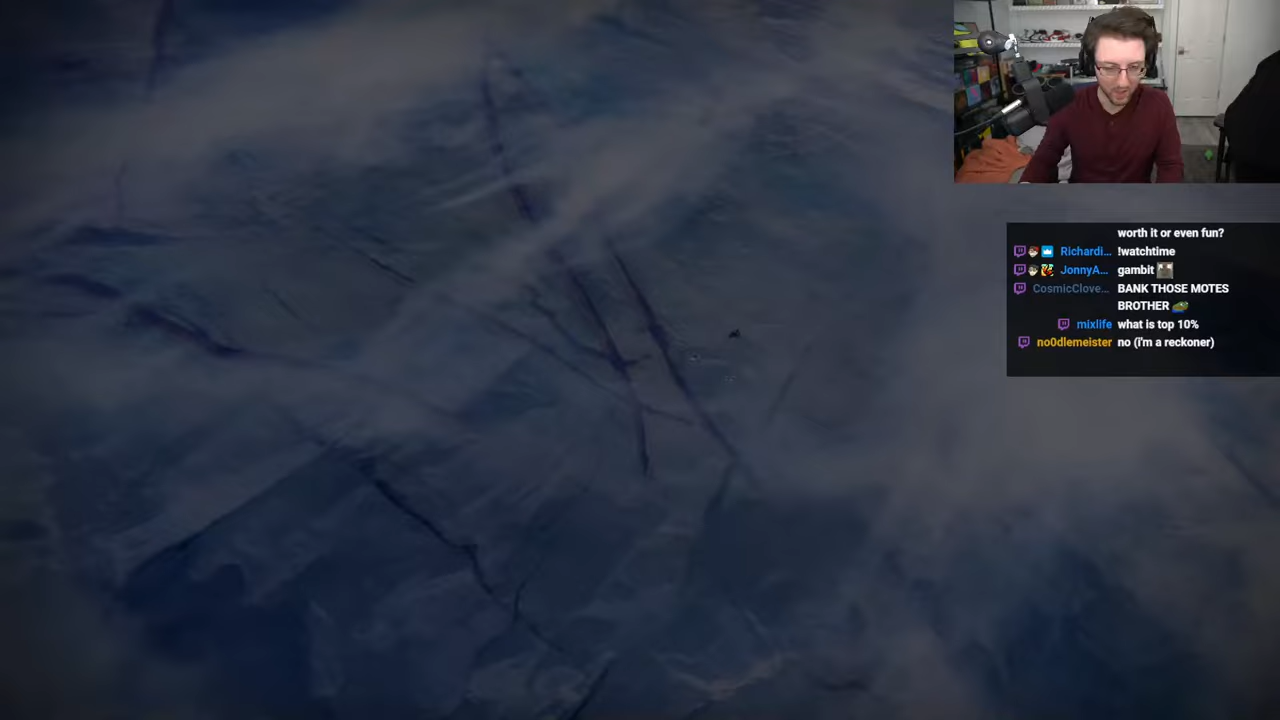 worth it or even fun?
Richardi... !watchtime
JonnyA... gambit
CosmicClove... BANK THOSE MOTES
BROTHER
mixlife what is top 10%
no0dlemeister no (i'm a reckoner)